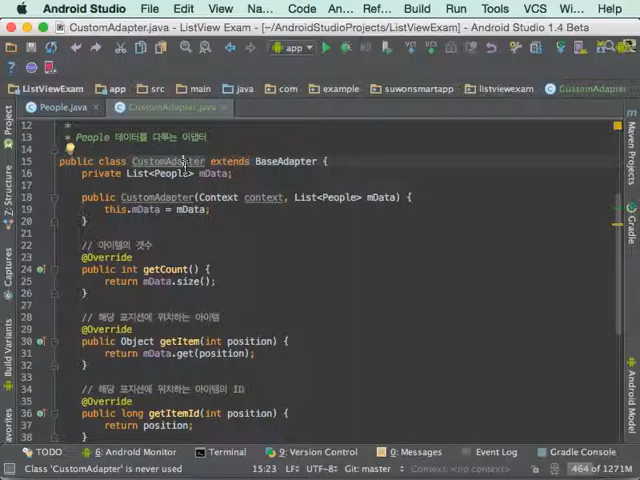 Android Studio File Edit Vi... Na... Code An... Ref... Build Run Tools VCS Wi... Help
CustomAdapter.java - ListView Exam - [~/AndroidStudioProjects/ListViewExam] - Android Studio 1.4 Beta
app
ListViewExam app src main java com example suwonsmartapp listviewexam CustomAdapter
People.java CustomAdapter.java
12 *
13 * People 데이터를 다루는 어댑터
14
15 public class CustomAdapter extends BaseAdapter {
16 private List<People> mData;
17
18 public CustomAdapter(Context context, List<People> mData) {
19 this.mData = mData;
20 }
21
22 // 아이템의 갯수
23 @Override
24 public int getCount() {
25 return mData.size();
26 }
27
28 // 해당 포지션에 위치하는 아이템
29 @Override
30 public Object getItem(int position) {
31 return mData.get(position);
32 }
33
34 // 해당 포지션에 위치하는 아이템의 ID
35 @Override
36 public long getItemId(int position) {
37 return position;
38 }
Project
7: Structure
Captures
Build Variants
avorites
Maven Projects
Gradle
Android Model
TODO 6: Android Monitor Terminal 9: Version Control 0: Messages Event Log Gradle Console
Class 'CustomAdapter' is never used 15:23 LF÷ UTF-8÷ Git: master÷ Context: <no context> 464 of 1271M